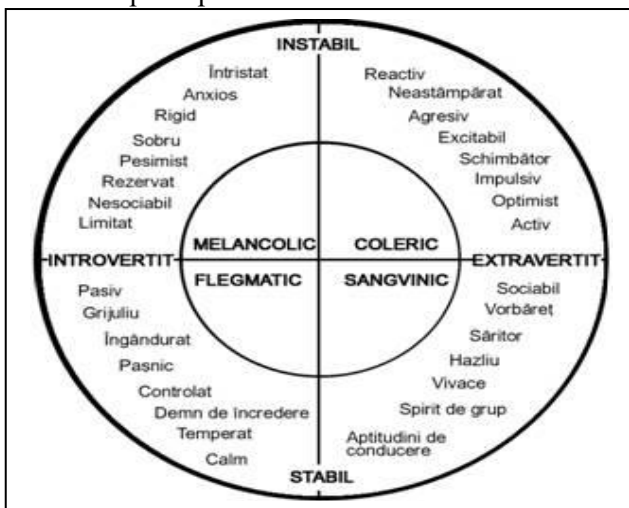 INSTABIL
Întristat
Anxios
Rigid
Sobru
Pesimist
Rezervat
Nesociabil
Limitat
Reactiv
Neastâmpărat
Agresiv
Excitabil
Schimbător
Impulsiv
Optimist
Activ
MELANCOLIC
COLERIC
INTROVERTIT
EXTRAVERTIT
FLEGMATIC
SANGVINIC
Pasiv
Grijuliu
Îngândurat
Pasnic
Controlat
Demn de încredere
Temperat
Calm
Sociabil
Vorbăreț
Săritor
Hazliu
Vivace
Spirit de grup
Aptitudini de
conducere
STABIL